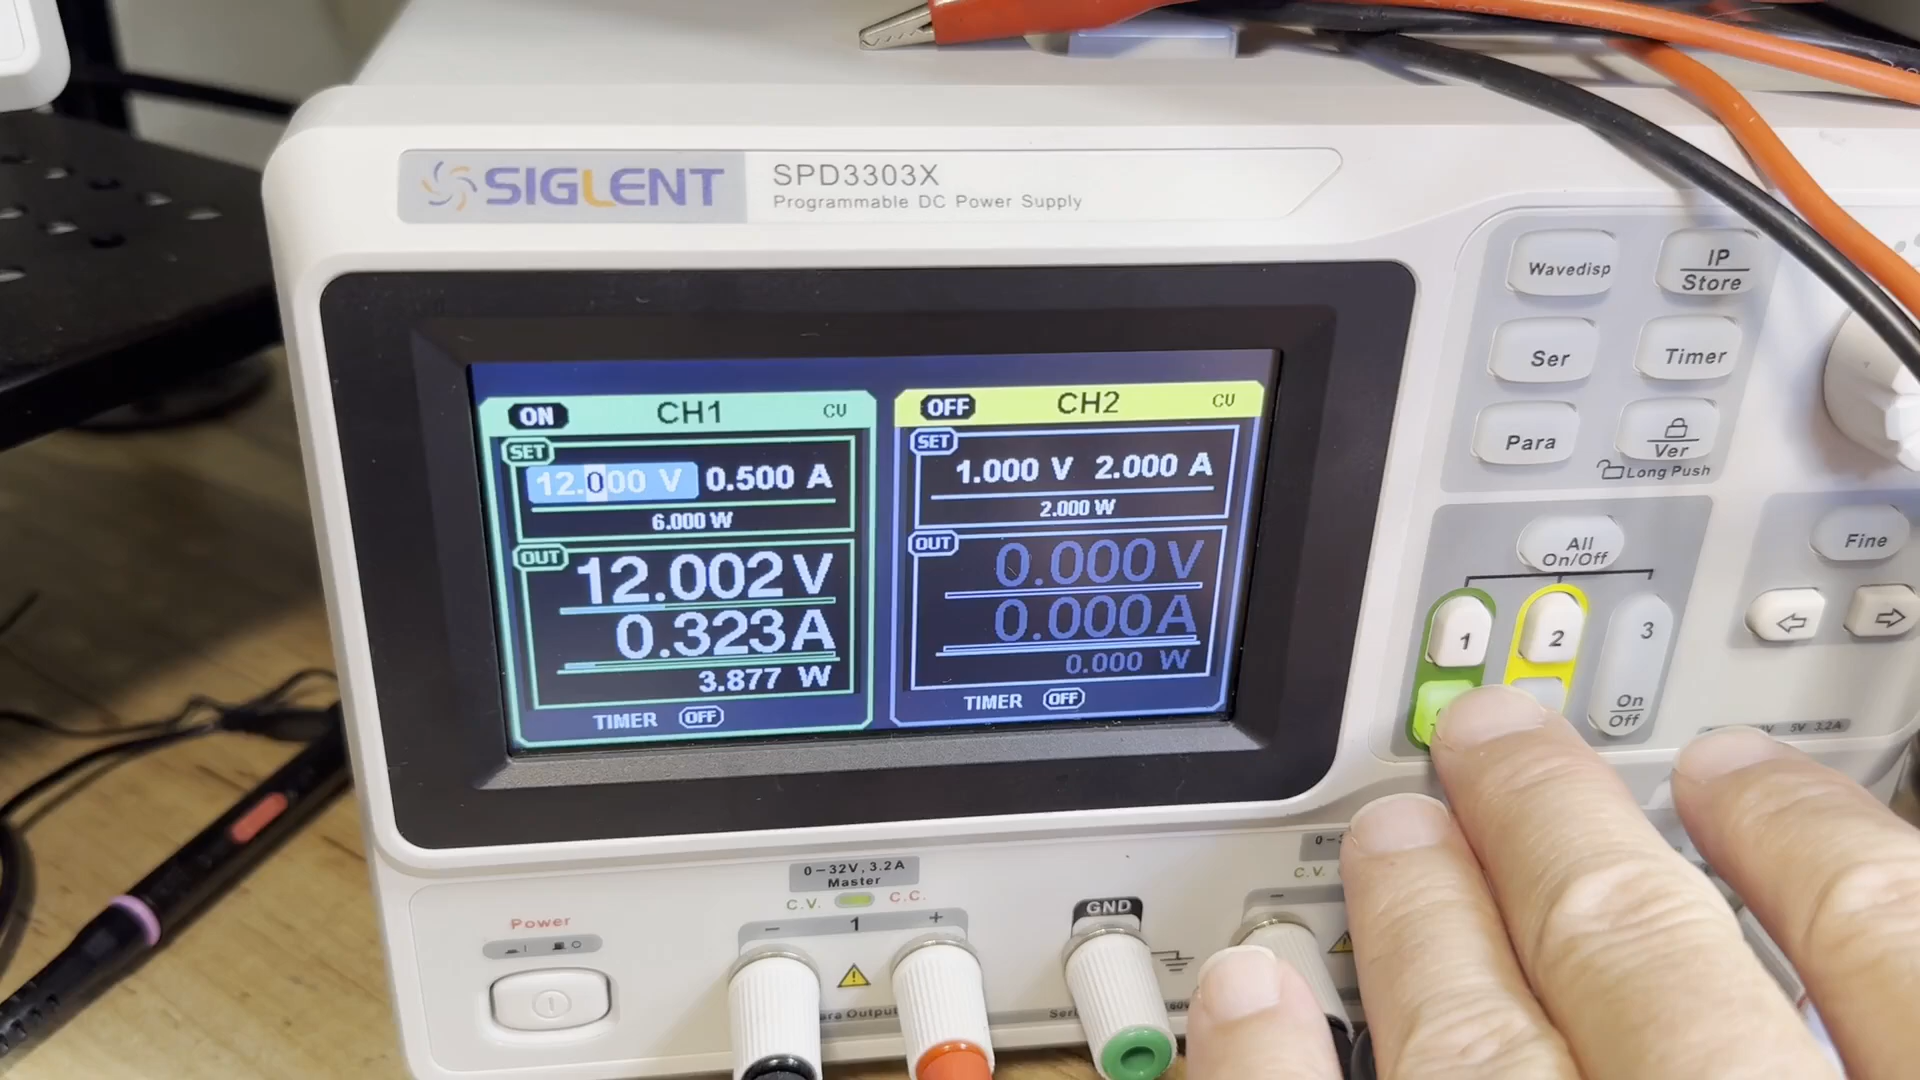 SIGLENT
SPD3303X
Programmable DC Power Supply
Wavedisp
IP
Store
Ser
Timer
Para
Ver
Long Push
ON CH1 CV
SET
12.000 V 0.500 A
6.000 W
OUT
12.002 V
0.323 A
3.877 W
TIMER OFF
OFF CH2 CV
SET
1.000 V 2.000 A
2.000 W
OUT
0.000 V
0.000 A
0.000 W
TIMER OFF
All
On/Off
1
2
3
On
Off
Fine
5V 3.2A
0-32V, 3.2A
Master
C.V. C.C.
- 1 +
Power
GND
C.V.
-